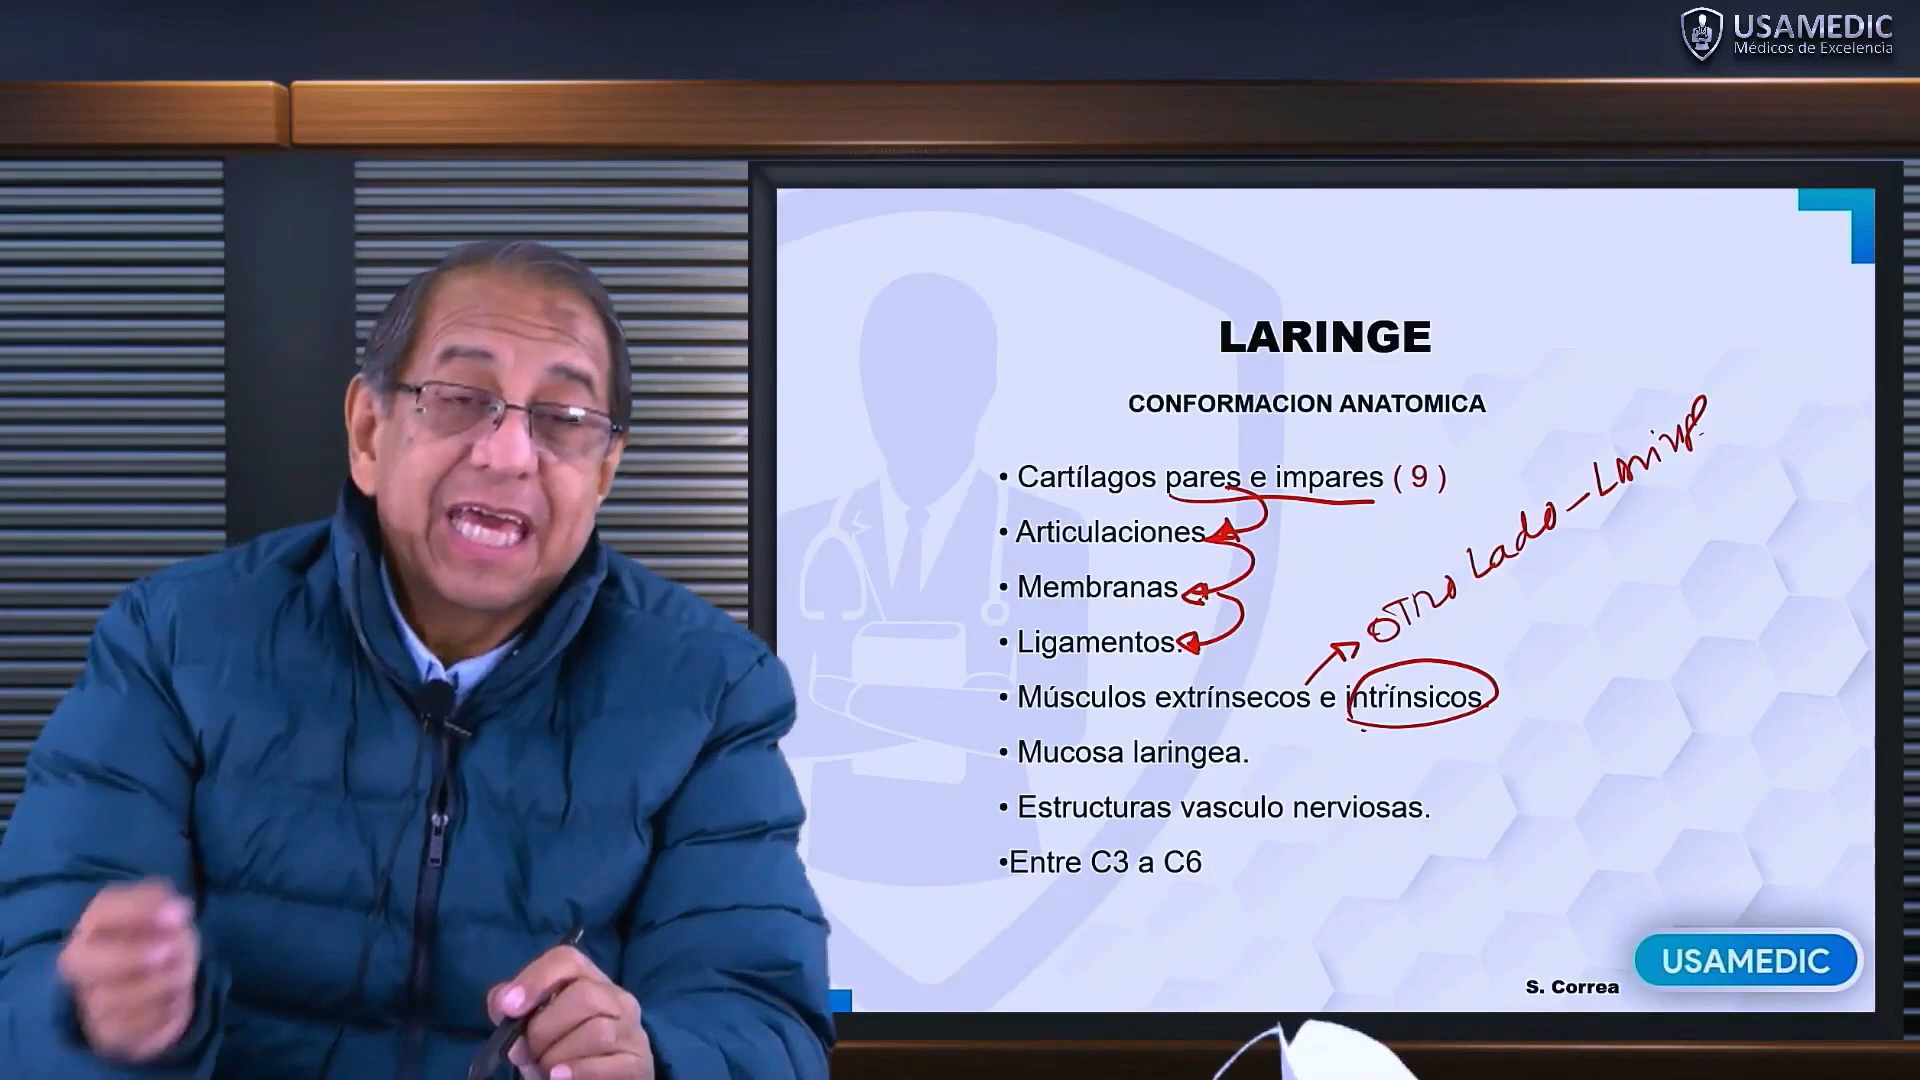 USAMEDIC
Médicos de Excelencia
LARINGE
CONFORMACION ANATOMICA
• Cartílagos pares e impares ( 9 )
• Articulaciones
• Membranas
• Ligamentos.
• Músculos extrínsecos e intrínsicos.
• Mucosa laringea.
• Estructuras vasculo nerviosas.
•Entre C3 a C6
OTRO Lado - Laringe
S. Correa
USAMEDIC